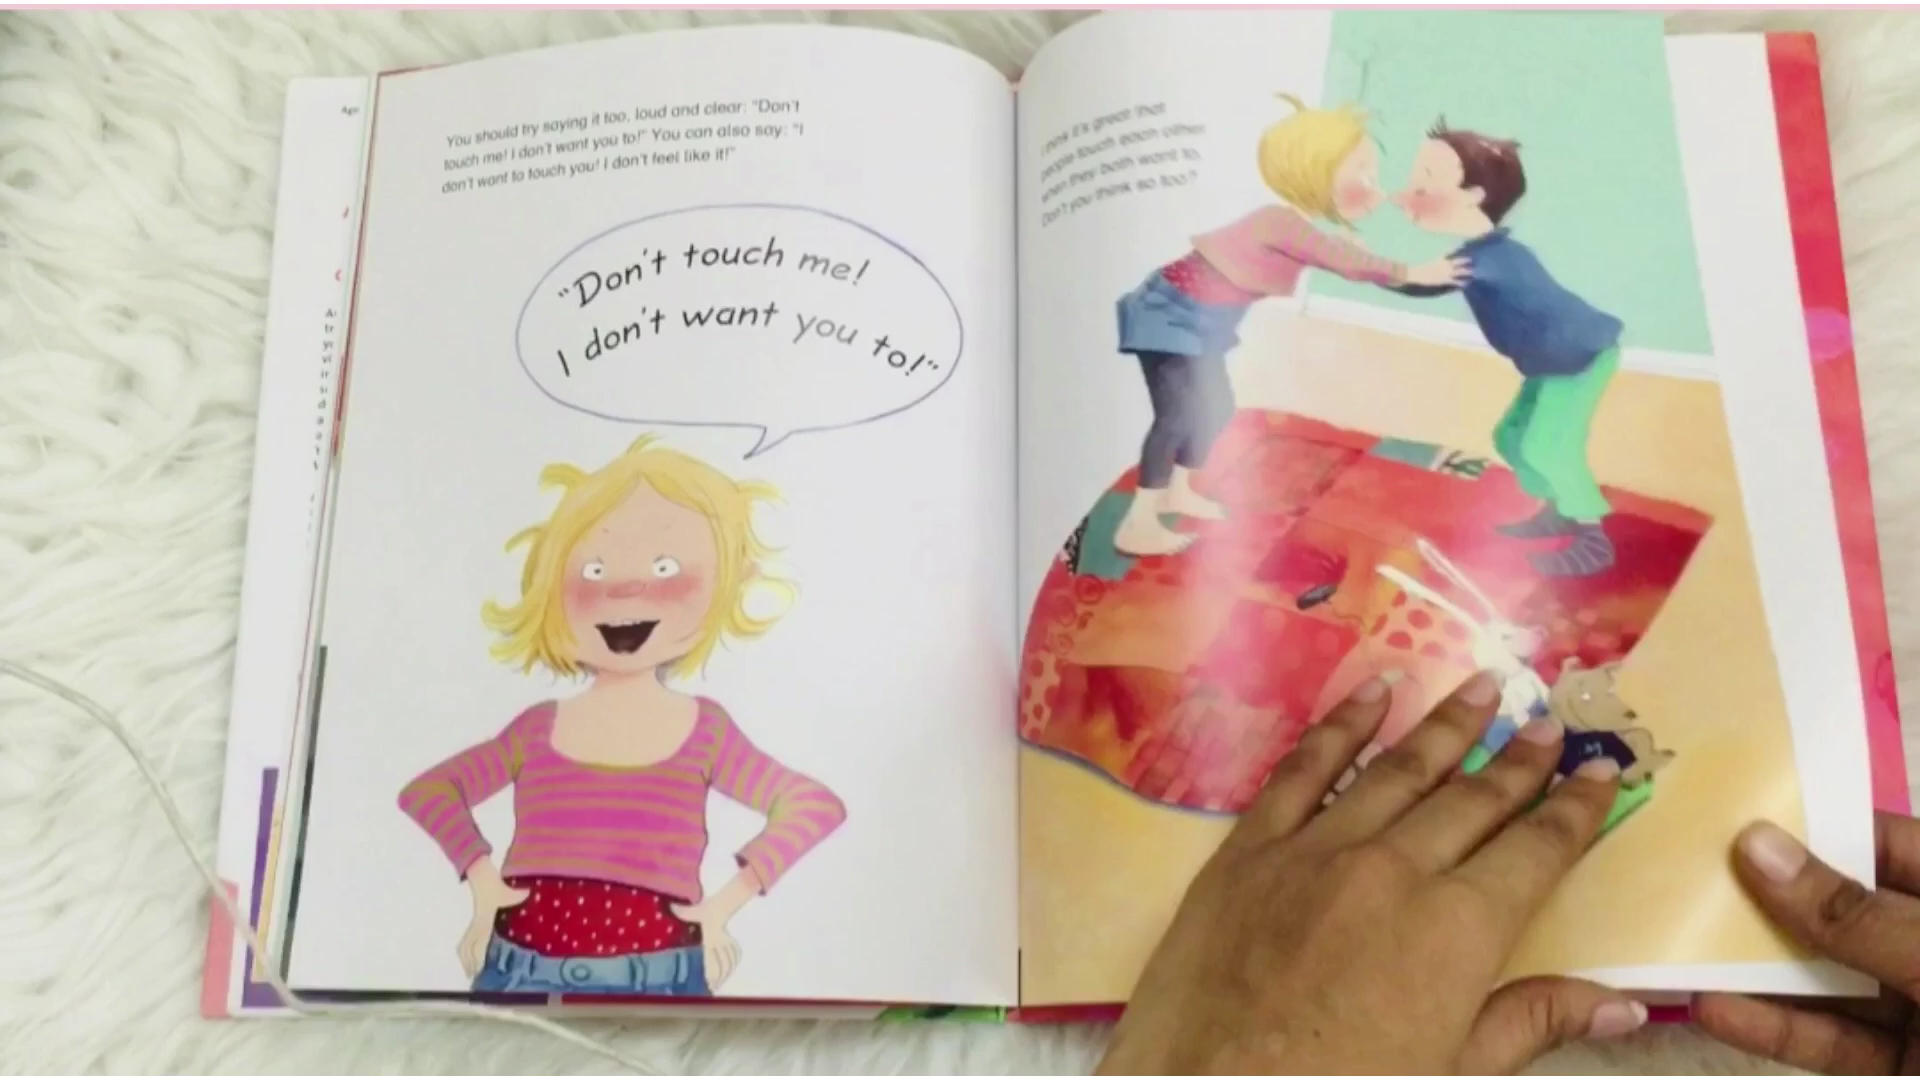 You should try saying it too, loud and clear: "Don't
touch me! I don't want you to!" You can also say: "I
don't want to touch you! I don't feel like it!"
"Don't touch me!
I don't want you to!"
think it's great that
people touch each other
when they both want to.
Don't you think so too?